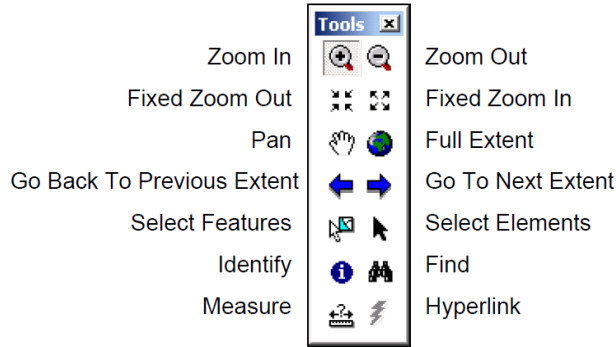 Tools
Zoom In Zoom Out
Fixed Zoom Out Fixed Zoom In
Pan Full Extent
Go Back To Previous Extent Go To Next Extent
Select Features Select Elements
Identify Find
Measure Hyperlink